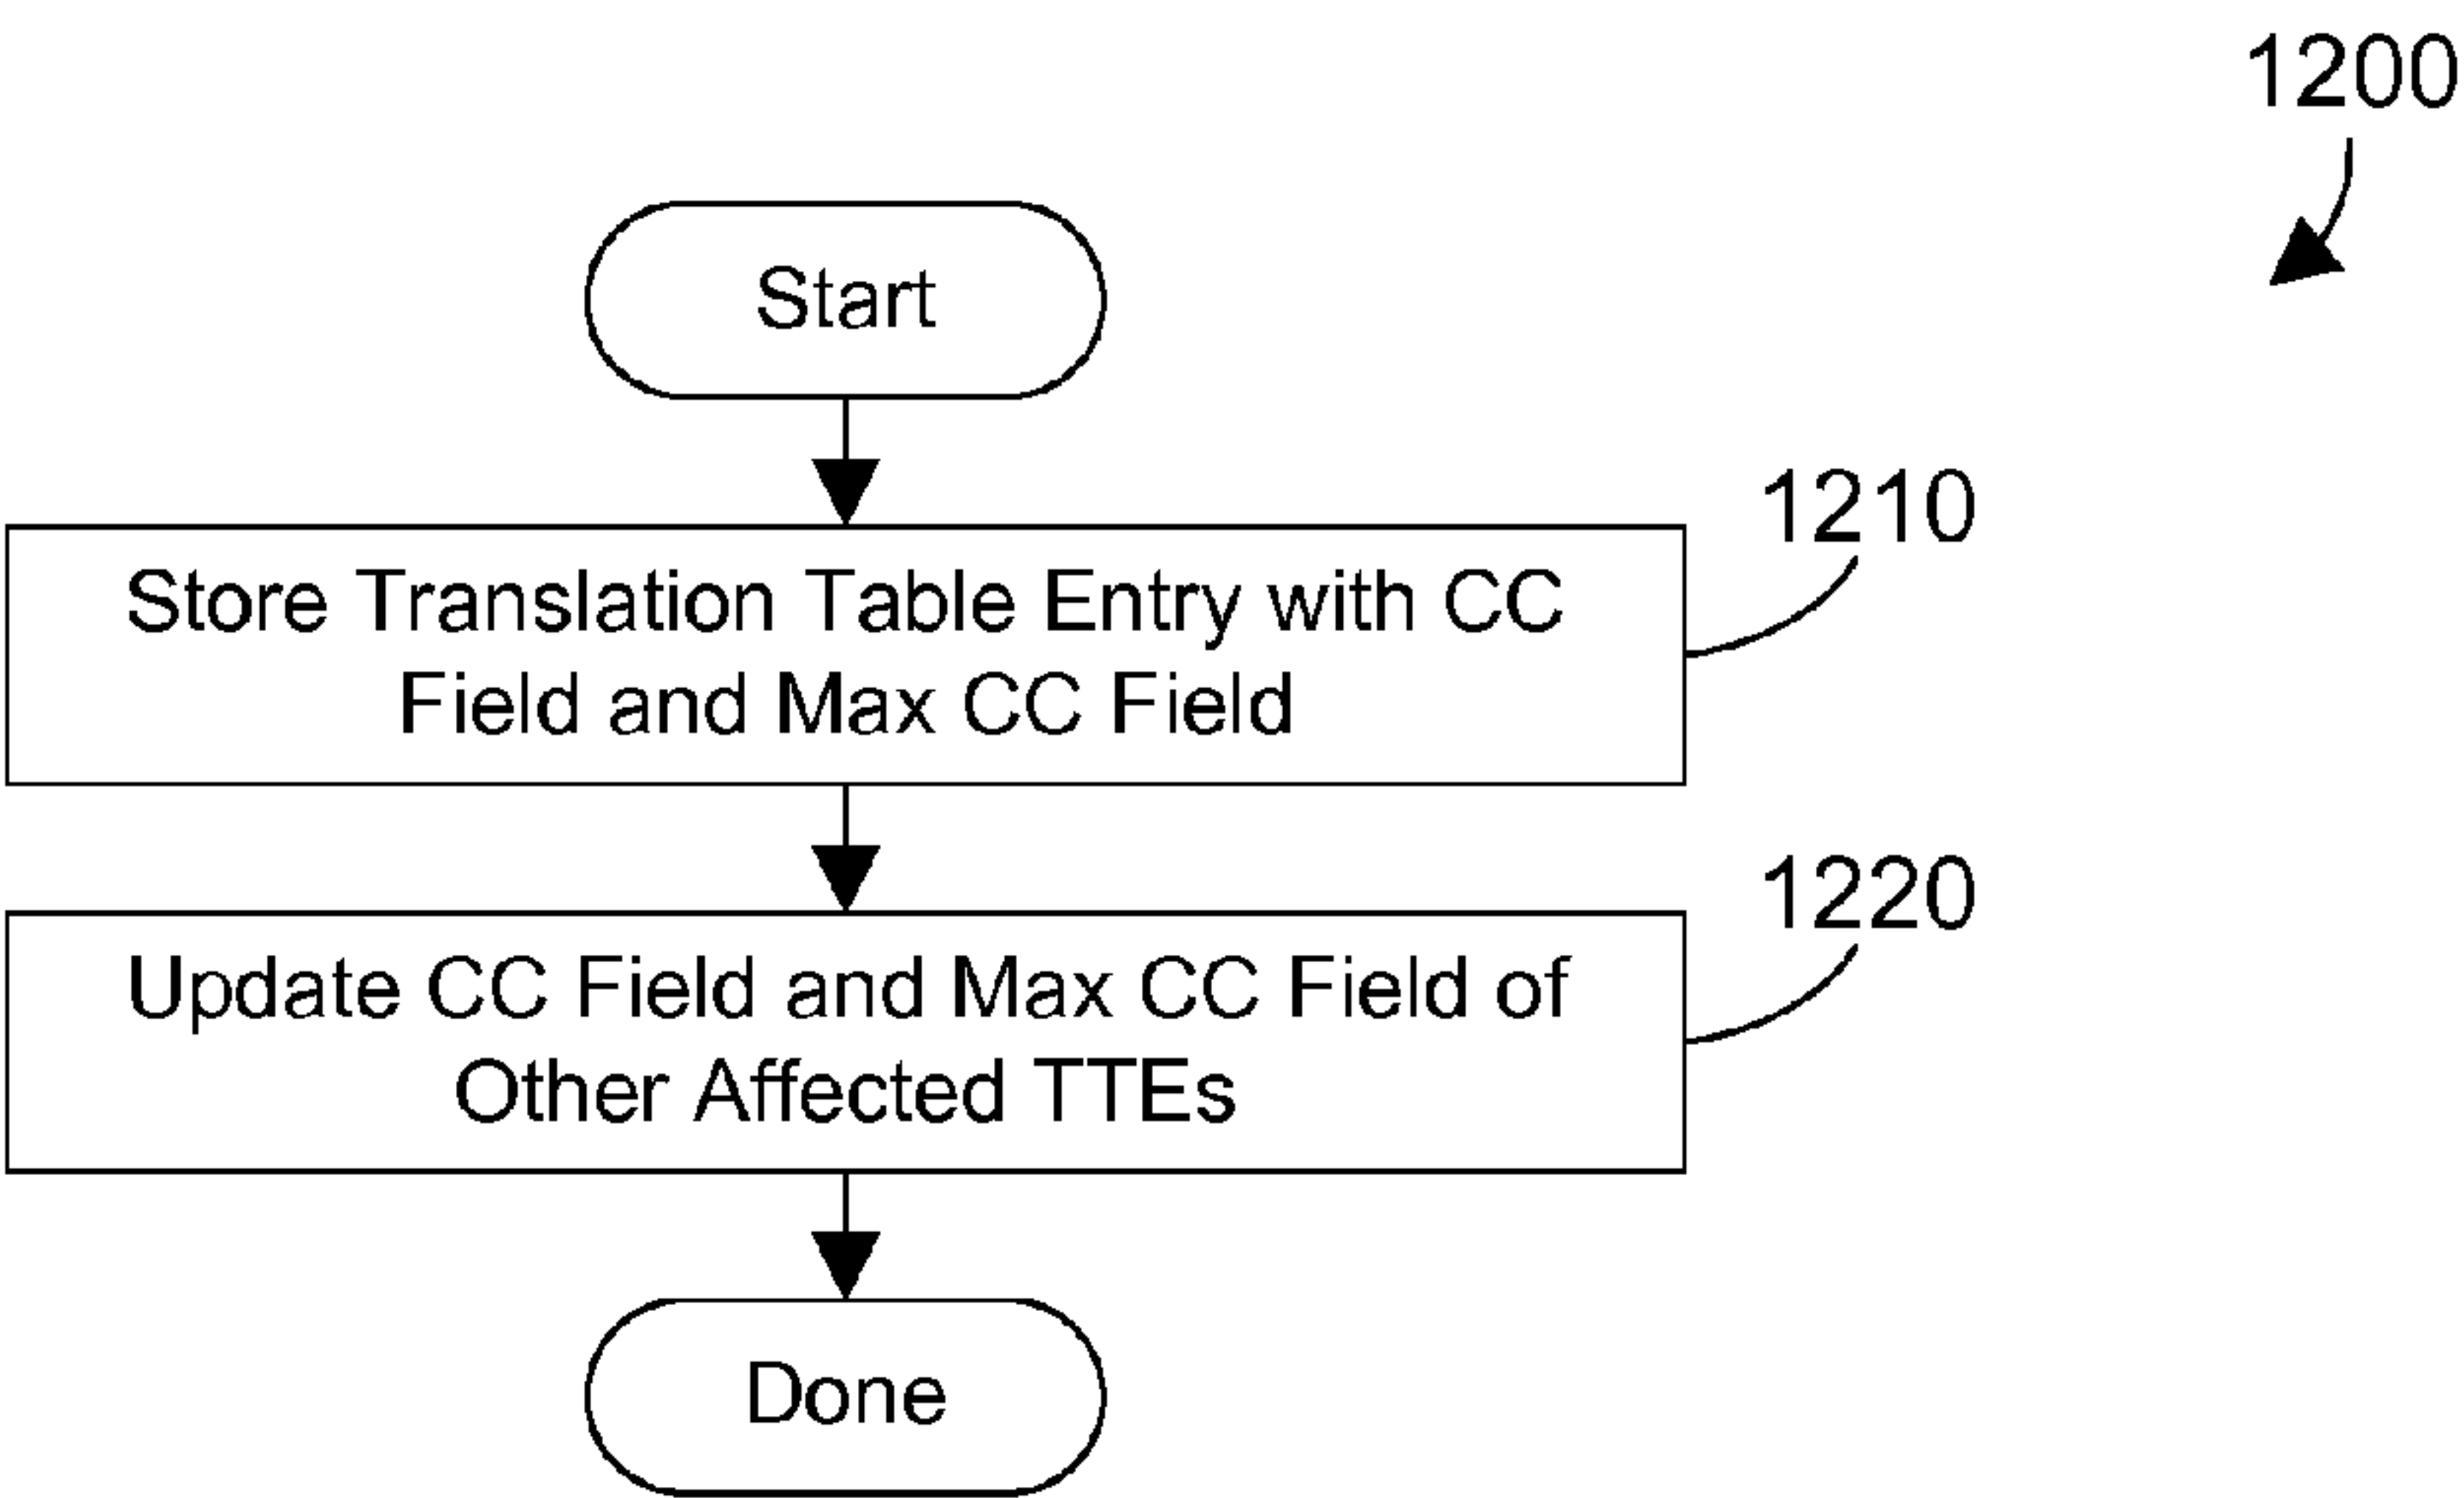 1200
Start
1210
Store Translation Table Entry with CC
Field and Max CC Field
1220
Update CC Field and Max CC Field of
Other Affected TTEs
Done